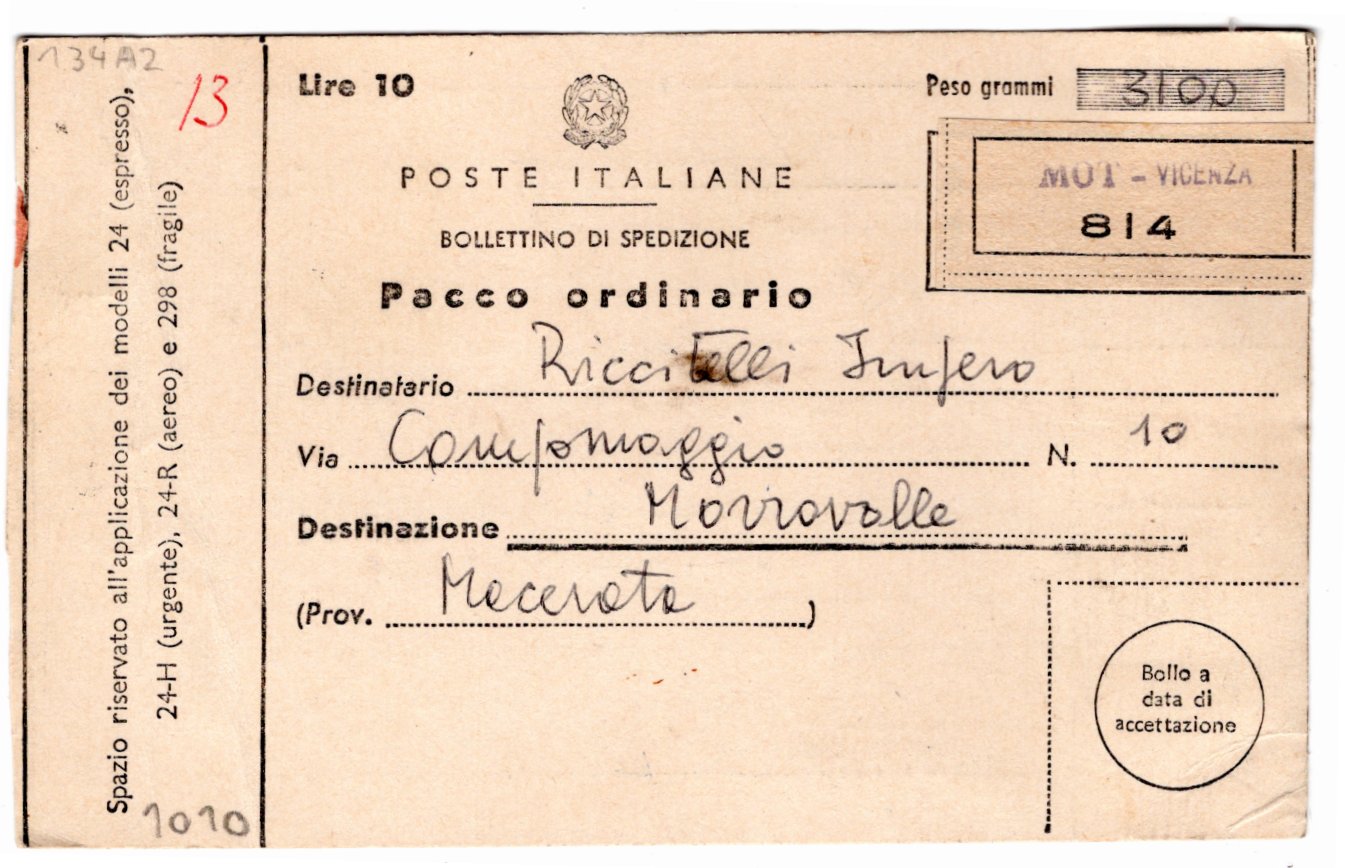 134A2
13
Spazio riservato all'applicazione dei modelli 24 (espresso),
24-H (urgente), 24-R (aereo) e 298 (fragile)
1010
Lire 10
Peso grammi 3100
POSTE ITALIANE
MOT - VICENZA
814
BOLLETTINO DI SPEDIZIONE
Pacco ordinario
Destinatario Riccitelli Impero
Via Campomaggio N. 10
Destinazione Morrovalle
(Prov. Macerata)
Bollo a
data di
accettazione